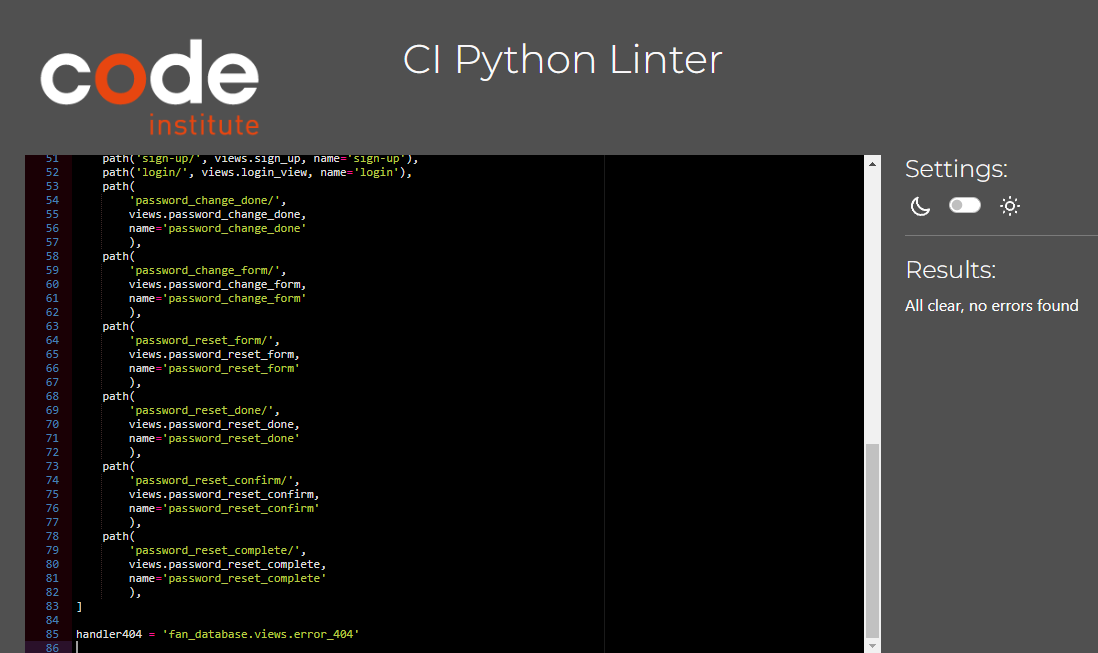 code
institute
CI Python Linter
51 path('sign-up/', views.sign_up, name='sign-up'),
52 path('login/', views.login_view, name='login'),
53 path(
54 'password_change_done/',
55 views.password_change_done,
56 name='password_change_done'
57 ),
58 path(
59 'password_change_form/',
60 views.password_change_form,
61 name='password_change_form'
62 ),
63 path(
64 'password_reset_form/',
65 views.password_reset_form,
66 name='password_reset_form'
67 ),
68 path(
69 'password_reset_done/',
70 views.password_reset_done,
71 name='password_reset_done'
72 ),
73 path(
74 'password_reset_confirm/',
75 views.password_reset_confirm,
76 name='password_reset_confirm'
77 ),
78 path(
79 'password_reset_complete/',
80 views.password_reset_complete,
81 name='password_reset_complete'
82 ),
83 ]
84
85 handler404 = 'fan_database.views.error_404'
86
Settings:
Results:
All clear, no errors found